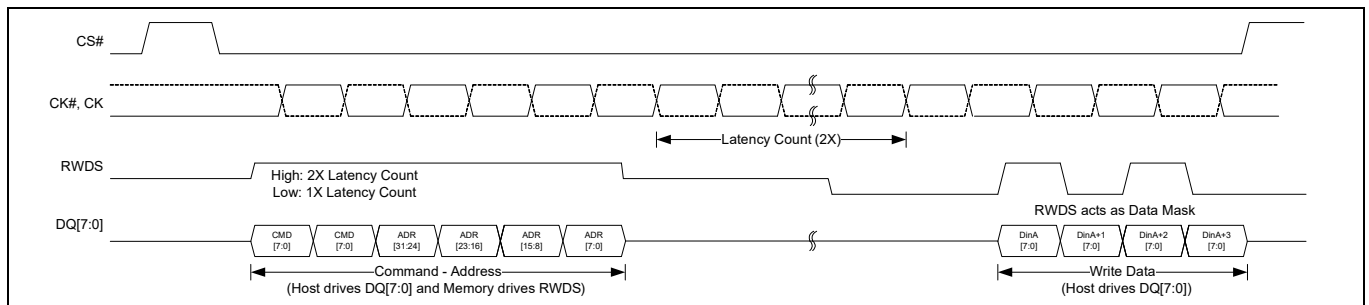 CS#
CK#, CK
Latency Count (2X)
RWDS
High: 2X Latency Count
Low: 1X Latency Count
RWDS acts as Data Mask
DQ[7:0]
CMD [7:0]
CMD [7:0]
ADR [31:24]
ADR [23:16]
ADR [15:8]
ADR [7:0]
DinA [7:0]
DinA+1 [7:0]
DinA+2 [7:0]
DinA+3 [7:0]
Command - Address
(Host drives DQ[7:0] and Memory drives RWDS)
Write Data
(Host drives DQ[7:0])